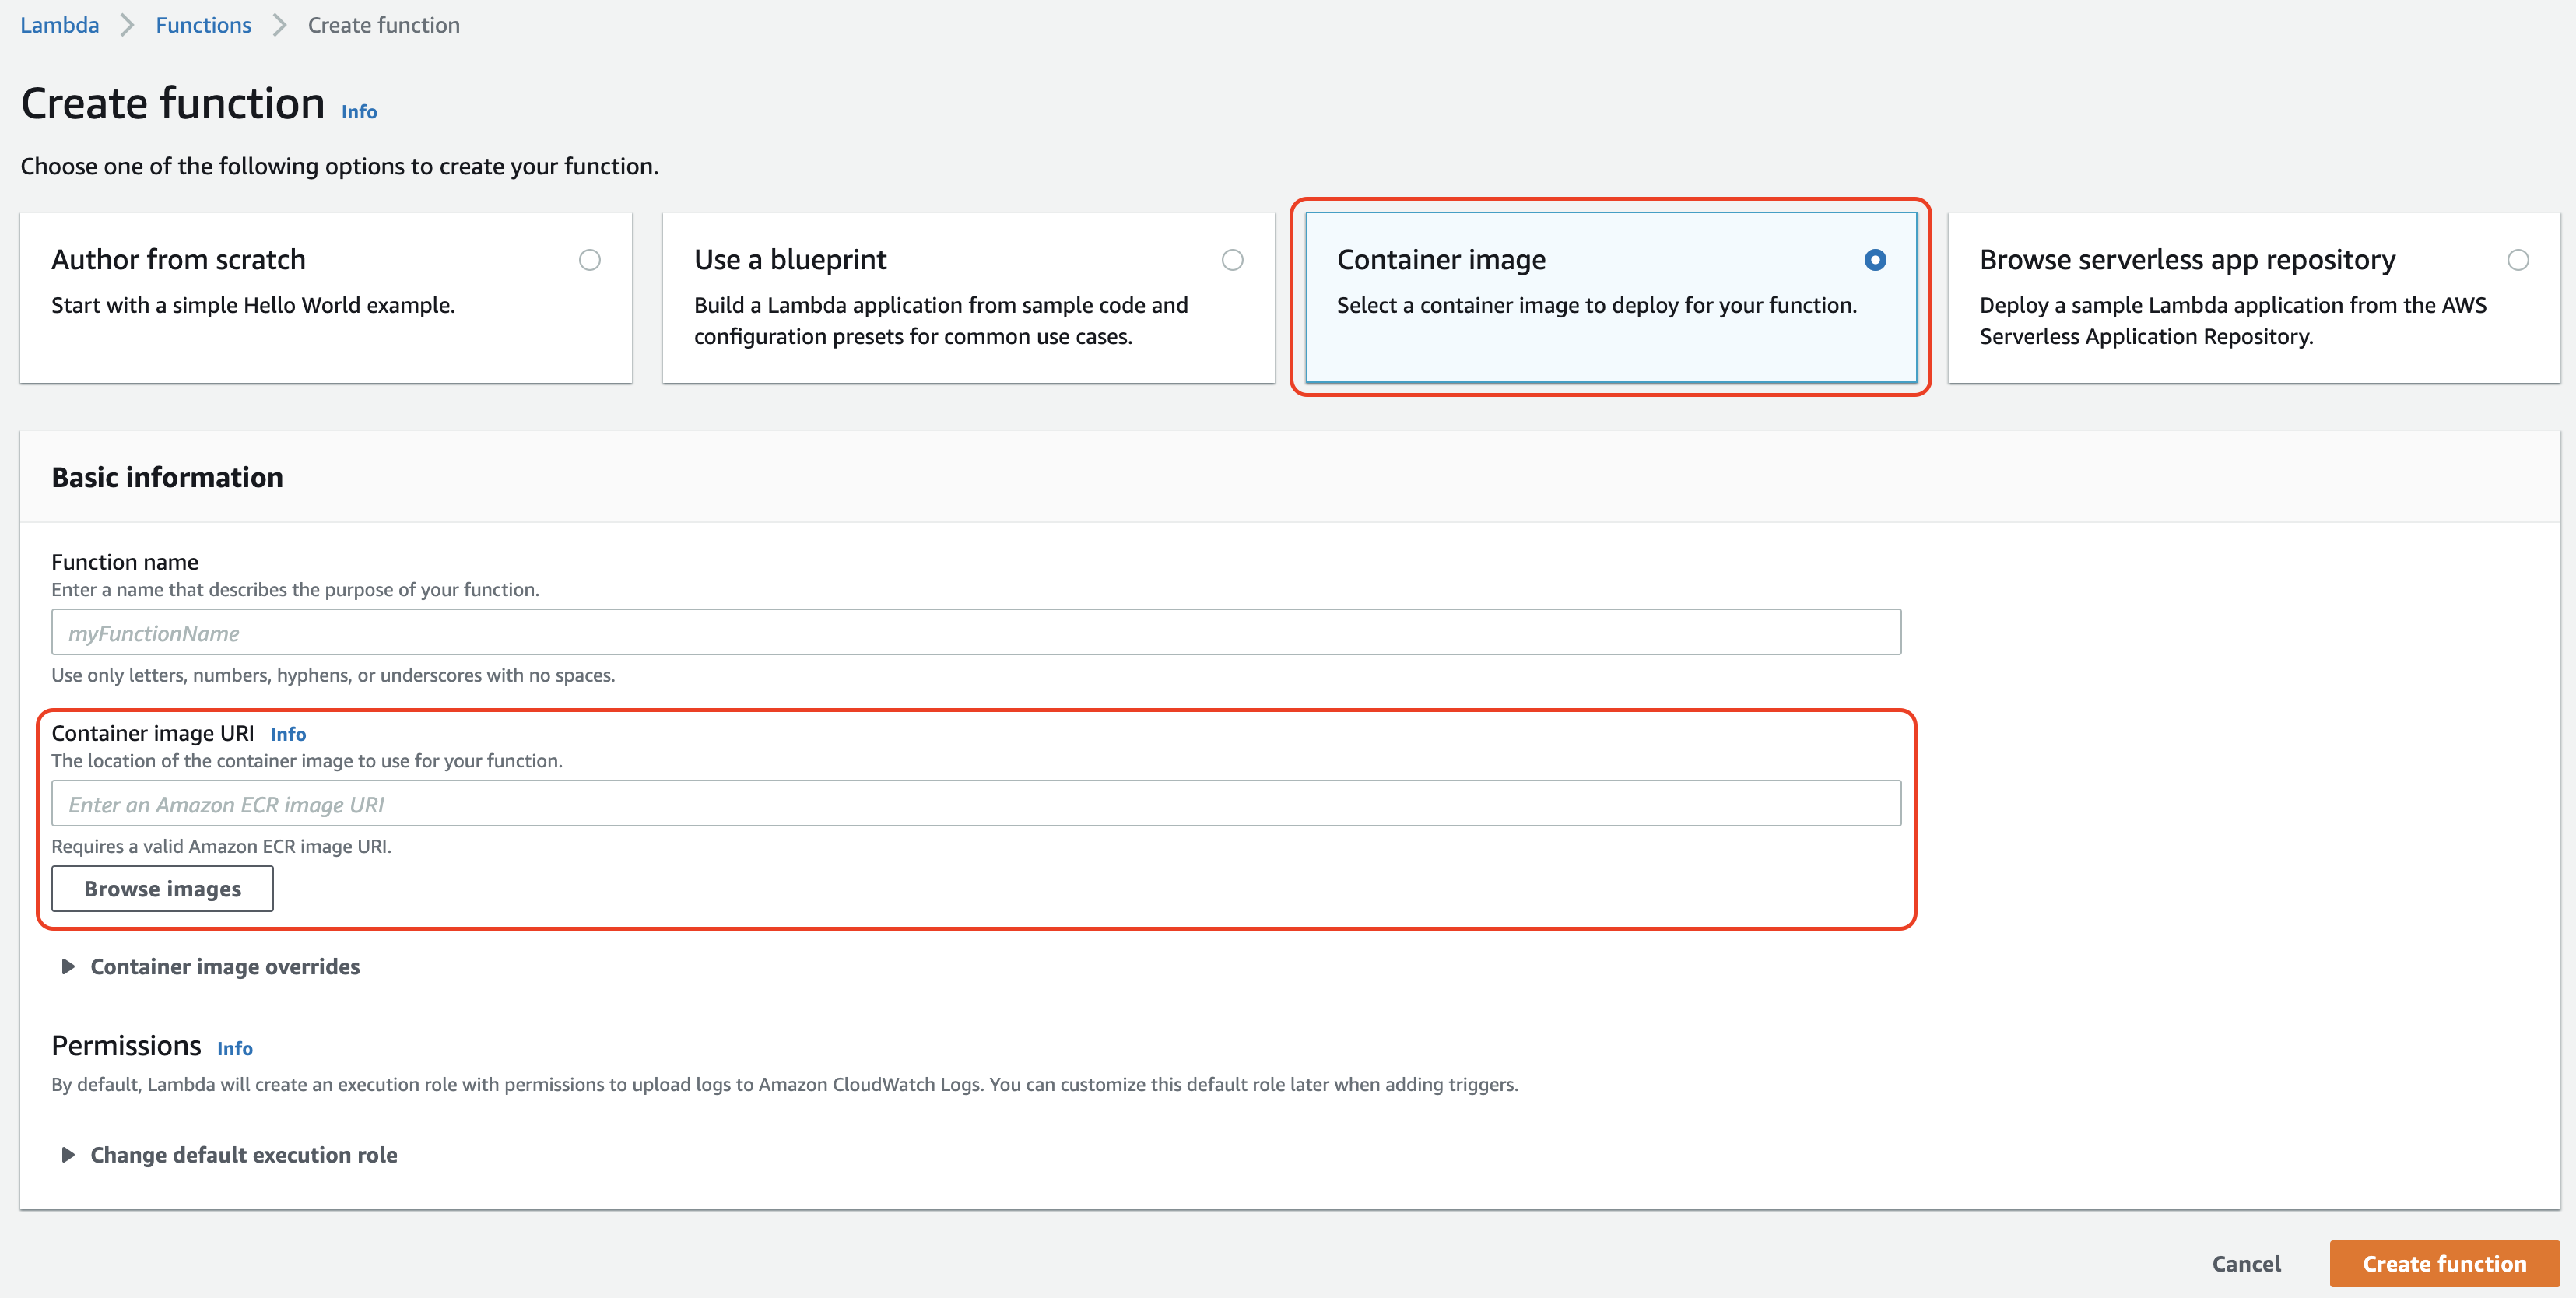 Lambda > Functions > Create function
Create function Info
Choose one of the following options to create your function.
Author from scratch
Start with a simple Hello World example.
Use a blueprint
Build a Lambda application from sample code and
configuration presets for common use cases.
Container image
Select a container image to deploy for your function.
Browse serverless app repository
Deploy a sample Lambda application from the AWS
Serverless Application Repository.
Basic information
Function name
Enter a name that describes the purpose of your function.
myFunctionName
Use only letters, numbers, hyphens, or underscores with no spaces.
Container image URI Info
The location of the container image to use for your function.
Enter an Amazon ECR image URI
Requires a valid Amazon ECR image URI.
Browse images
Container image overrides
Permissions Info
By default, Lambda will create an execution role with permissions to upload logs to Amazon CloudWatch Logs. You can customize this default role later when adding triggers.
Change default execution role
Cancel
Create function